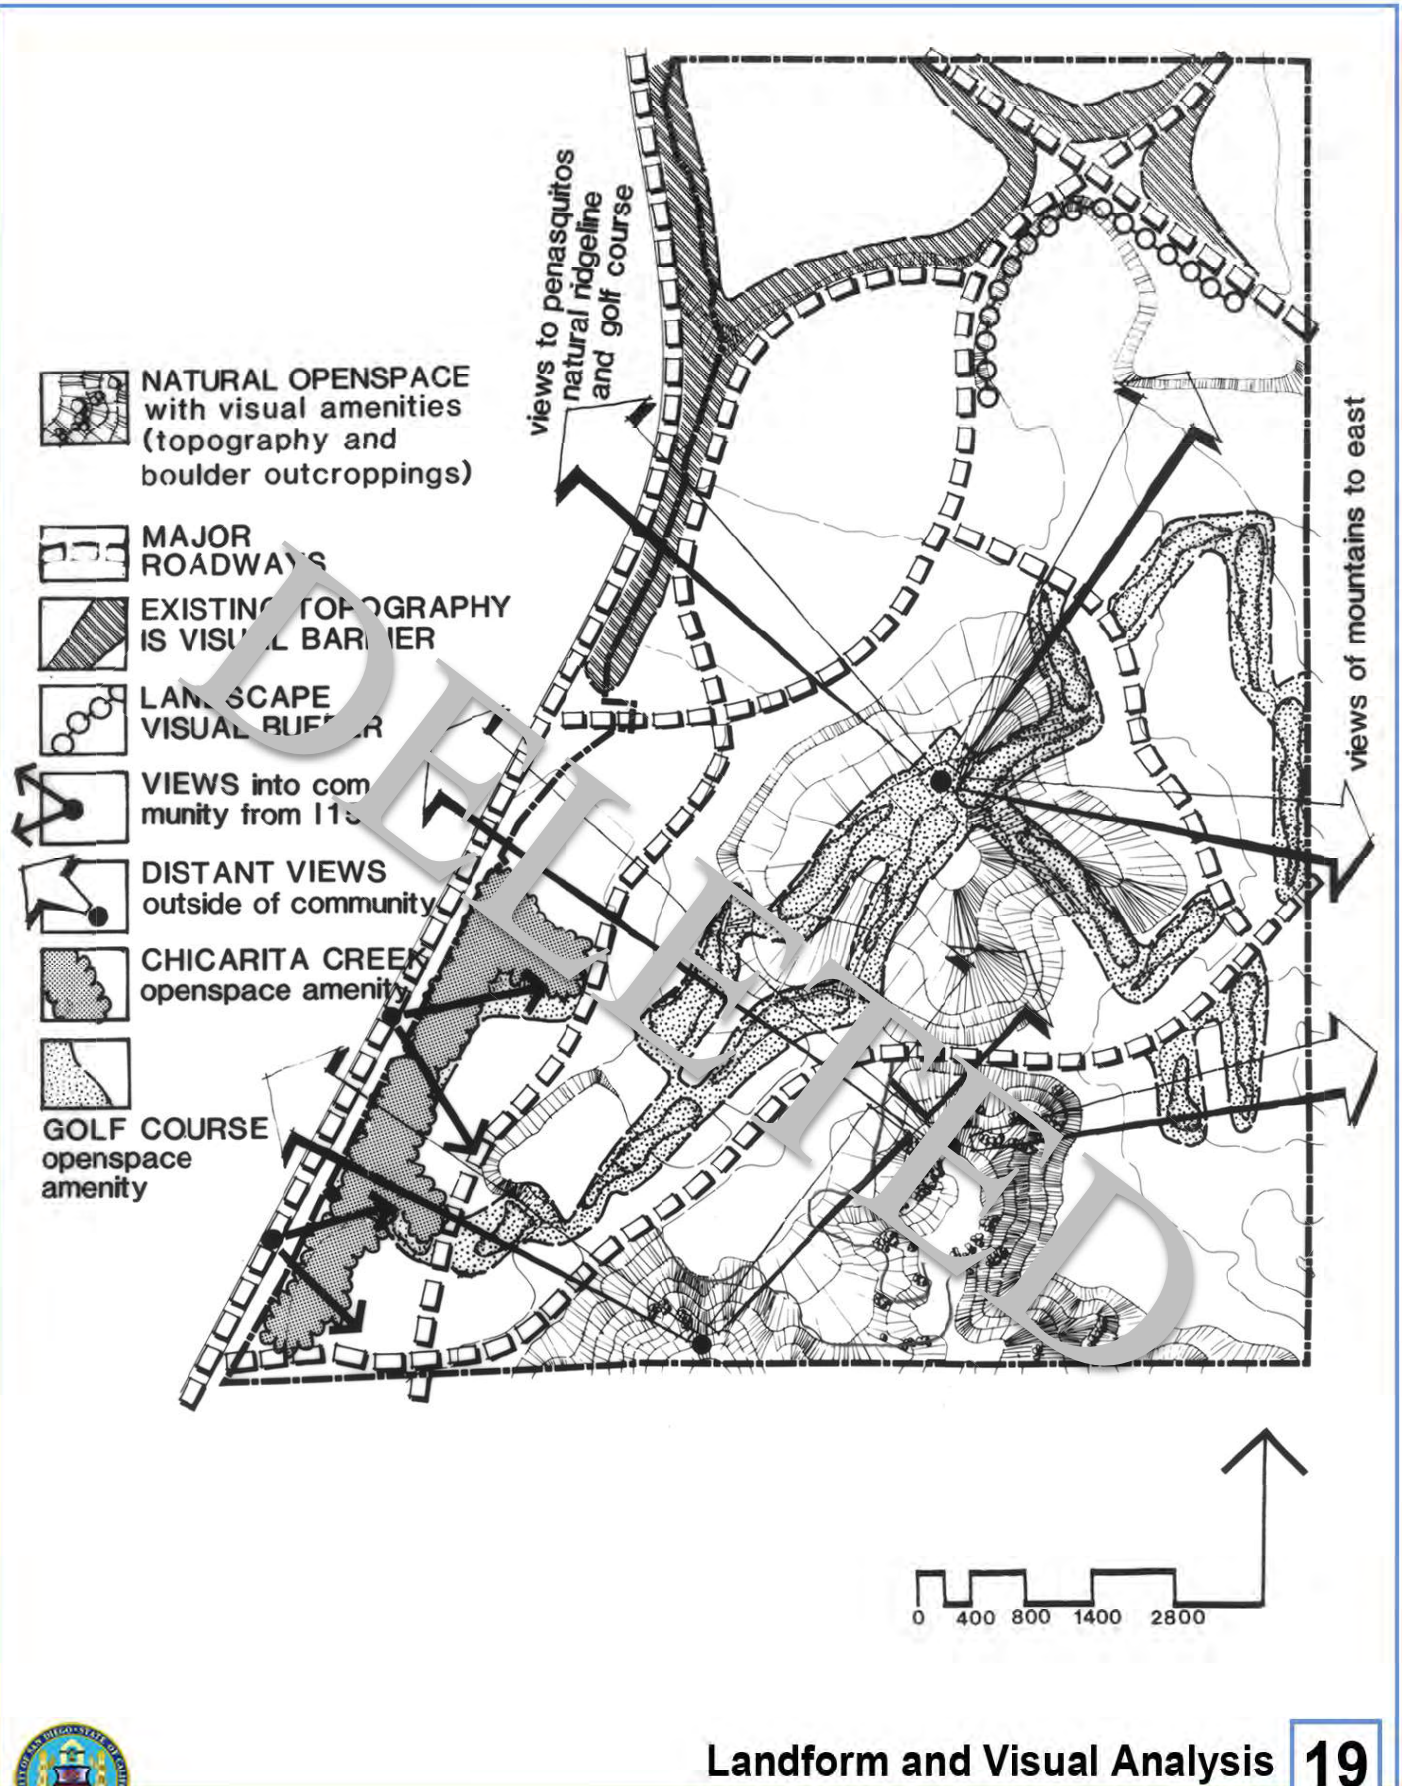 views to penasquitos
natural ridgeline
and golf course
NATURAL OPENSPACE
with visual amenities
(topography and
boulder outcroppings)
MAJOR
ROADWAYS
EXISTING TOPOGRAPHY
IS VISUAL BARRIER
LANDSCAPE
VISUAL BUFFER
VIEWS into com
munity from I15
DISTANT VIEWS
outside of community
CHICARITA CREEK
openspace amenity
GOLF COURSE
openspace
amenity
views of mountains to east
DELETED
0 400 800 1400 2800
Landform and Visual Analysis 19